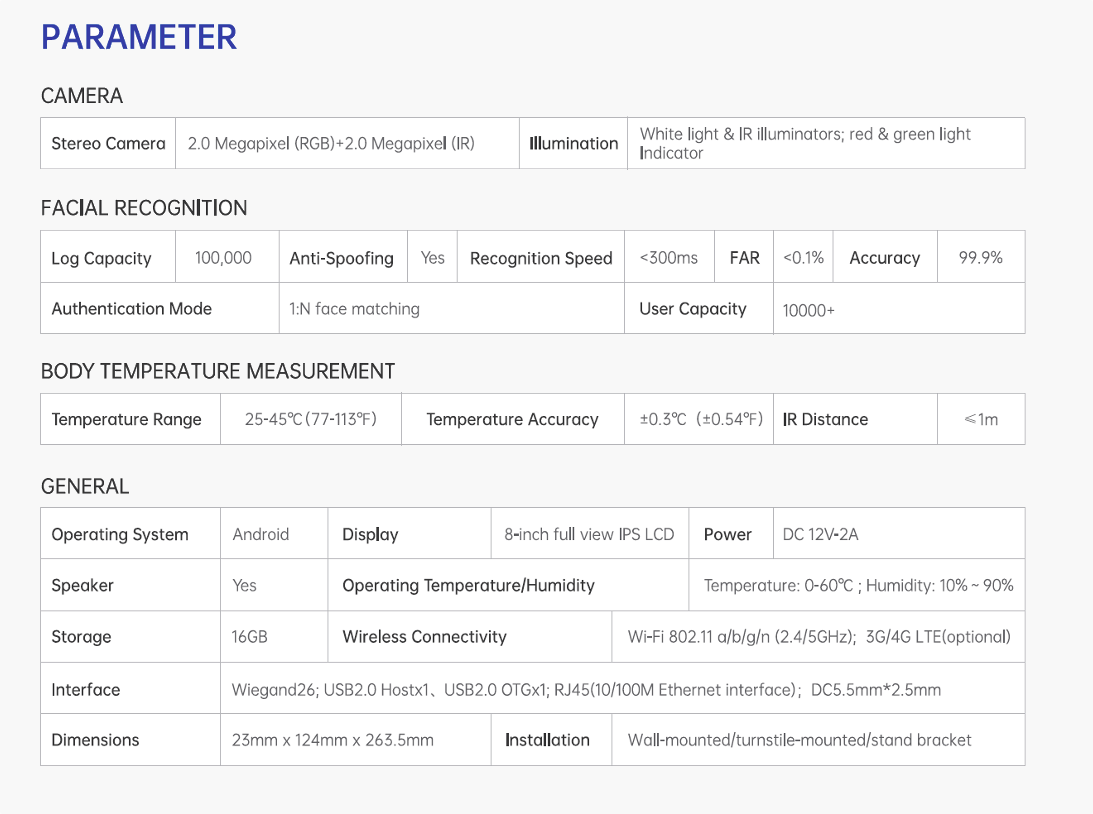 PARAMETER
CAMERA
Stereo Camera 2.0 Megapixel (RGB)+2.0 Megapixel (IR) Illumination White light & IR illuminators; red & green light
Indicator
FACIAL RECOGNITION
Log Capacity 100,000 Anti-Spoofing Yes Recognition Speed <300ms FAR <0.1% Accuracy 99.9%
Authentication Mode 1:N face matching User Capacity 10000+
BODY TEMPERATURE MEASUREMENT
Temperature Range 25-45℃(77-113℉) Temperature Accuracy ±0.3℃ (±0.54℉) IR Distance ≤1m
GENERAL
Operating System Android Display 8-inch full view IPS LCD Power DC 12V-2A
Speaker Yes Operating Temperature/Humidity Temperature: 0-60℃ ; Humidity: 10% ~ 90%
Storage 16GB Wireless Connectivity Wi-Fi 802.11 a/b/g/n (2.4/5GHz); 3G/4G LTE(optional)
Interface Wiegand26; USB2.0 Hostx1、USB2.0 OTGx1; RJ45(10/100M Ethernet interface); DC5.5mm*2.5mm
Dimensions 23mm x 124mm x 263.5mm Installation Wall-mounted/turnstile-mounted/stand bracket